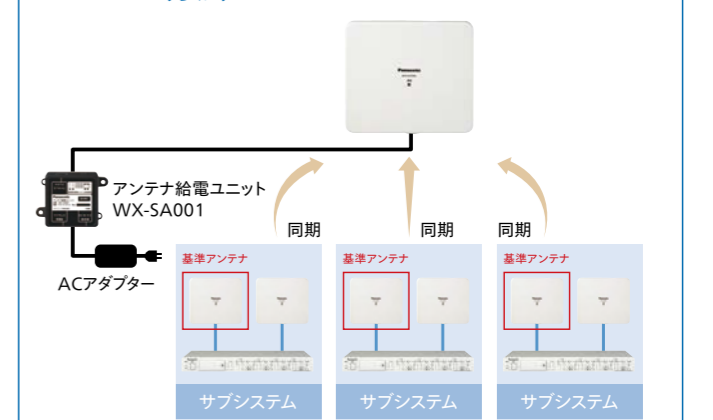 Panasonic
アンテナ給電ユニット
WX-SA001
ACアダプター
同期
同期
同期
基準アンテナ
基準アンテナ
基準アンテナ
サブシステム
サブシステム
サブシステム